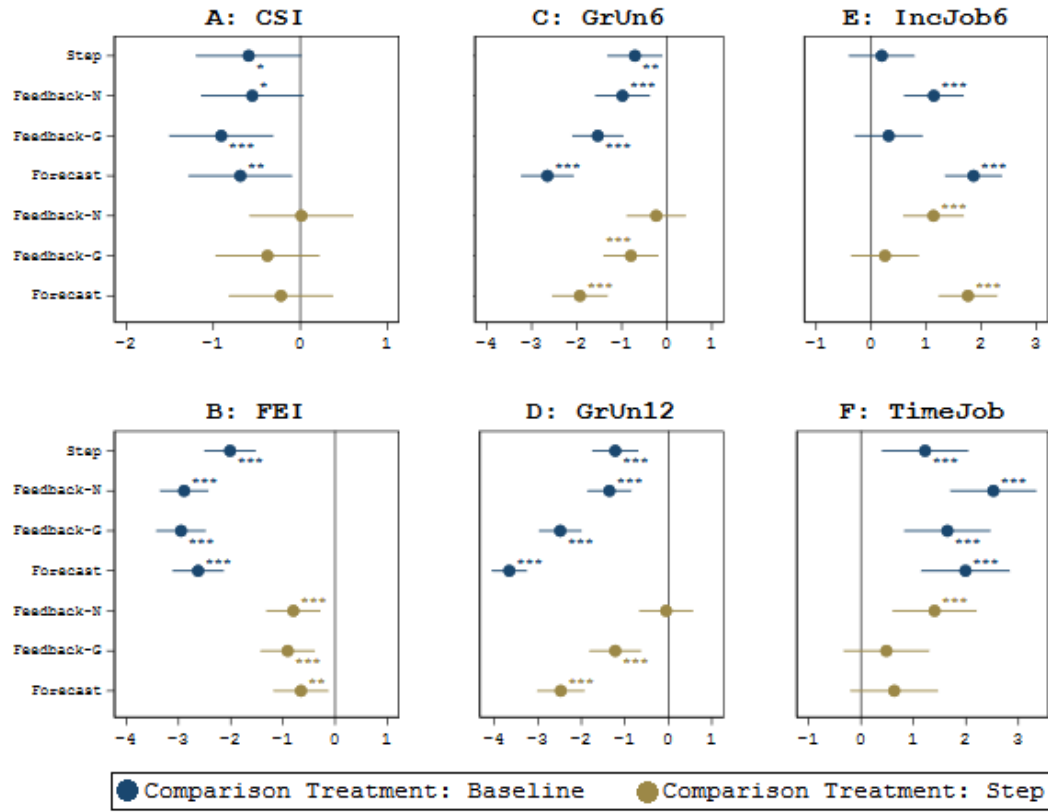 A: CSI
C: GrUn6
E: IncJob6
Step
*
**
Feedback-N
*
***
***
Feedback-G
***
***
Forecast
**
***
***
Feedback-N
***
Feedback-G
***
Forecast
***
***
-2 -1 0 1
-4 -3 -2 -1 0 1
-1 0 1 2 3
B: FEI
D: GrUn12
F: TimeJob
Step
***
***
***
Feedback-N
***
***
***
Feedback-G
***
***
***
Forecast
***
***
***
Feedback-N
***
***
Feedback-G
***
***
Forecast
**
***
-4 -3 -2 -1 0 1
-4 -3 -2 -1 0 1
-1 0 1 2 3
Comparison Treatment: Baseline
Comparison Treatment: Step